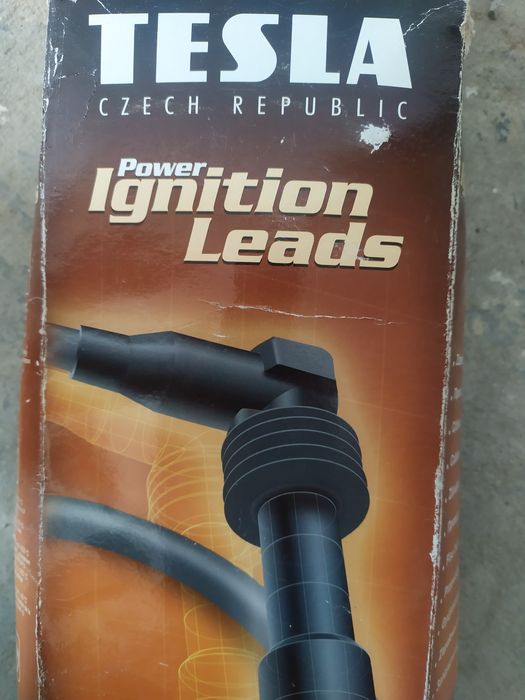 TESLA
CZECH REPUBLIC
Power
Ignition
Leads